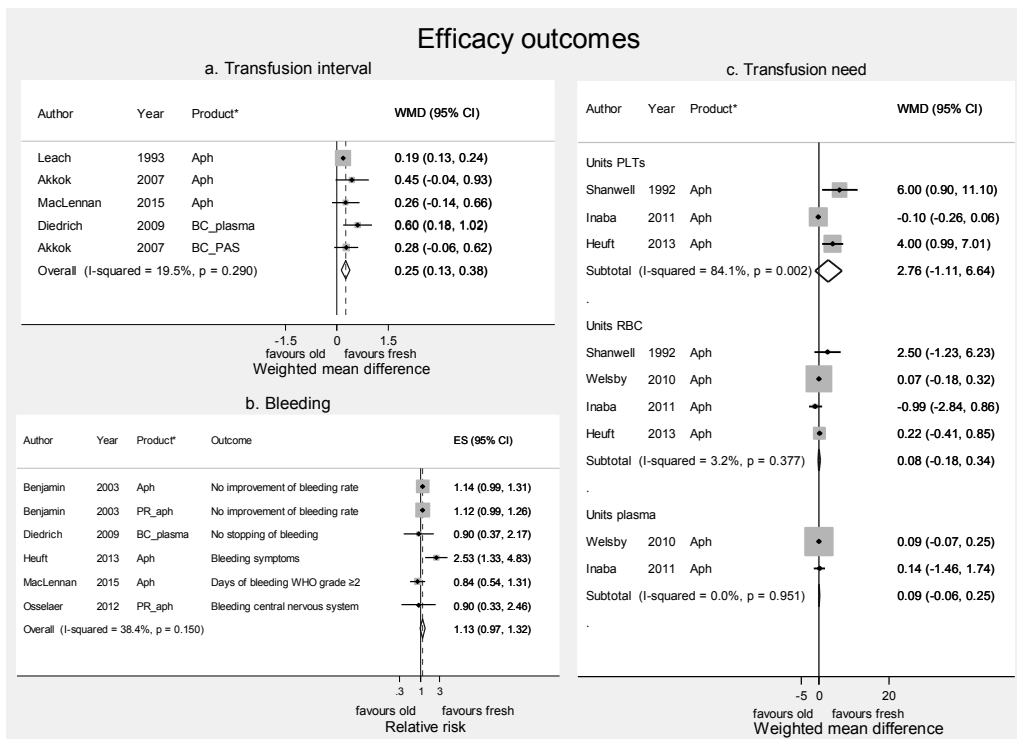 Efficacy outcomes
a. Transfusion interval
Author Year Product* WMD (95% CI)
Leach 1993 Aph 0.19 (0.13, 0.24)
Akkok 2007 Aph 0.45 (-0.04, 0.93)
MacLennan 2015 Aph 0.26 (-0.14, 0.66)
Diedrich 2009 BC_plasma 0.60 (0.18, 1.02)
Akkok 2007 BC_PAS 0.28 (-0.06, 0.62)
Overall (I-squared = 19.5%, p = 0.290) 0.25 (0.13, 0.38)
-1.5 0 1.5
favours old favours fresh
Weighted mean difference
b. Bleeding
Author Year Product* Outcome ES (95% CI)
Benjamin 2003 Aph No improvement of bleeding rate 1.14 (0.99, 1.31)
Benjamin 2003 PR_aph No improvement of bleeding rate 1.12 (0.99, 1.26)
Diedrich 2009 BC_plasma No stopping of bleeding 0.90 (0.37, 2.17)
Heuft 2013 Aph Bleeding symptoms 2.53 (1.33, 4.83)
MacLennan 2015 Aph Days of bleeding WHO grade ≥2 0.84 (0.54, 1.31)
Osselaer 2012 PR_aph Bleeding central nervous system 0.90 (0.33, 2.46)
Overall (I-squared = 38.4%, p = 0.150) 1.13 (0.97, 1.32)
.3 1 3
favours old favours fresh
Relative risk
c. Transfusion need
Author Year Product* WMD (95% CI)
Units PLTs
Shanwell 1992 Aph 6.00 (0.90, 11.10)
Inaba 2011 Aph -0.10 (-0.26, 0.06)
Heuft 2013 Aph 4.00 (0.99, 7.01)
Subtotal (I-squared = 84.1%, p = 0.002) 2.76 (-1.11, 6.64)
.
Units RBC
Shanwell 1992 Aph 2.50 (-1.23, 6.23)
Welsby 2010 Aph 0.07 (-0.18, 0.32)
Inaba 2011 Aph -0.99 (-2.84, 0.86)
Heuft 2013 Aph 0.22 (-0.41, 0.85)
Subtotal (I-squared = 3.2%, p = 0.377) 0.08 (-0.18, 0.34)
.
Units plasma
Welsby 2010 Aph 0.09 (-0.07, 0.25)
Inaba 2011 Aph 0.14 (-1.46, 1.74)
Subtotal (I-squared = 0.0%, p = 0.951) 0.09 (-0.06, 0.25)
.
-5 0 20
favours old favours fresh
Weighted mean difference